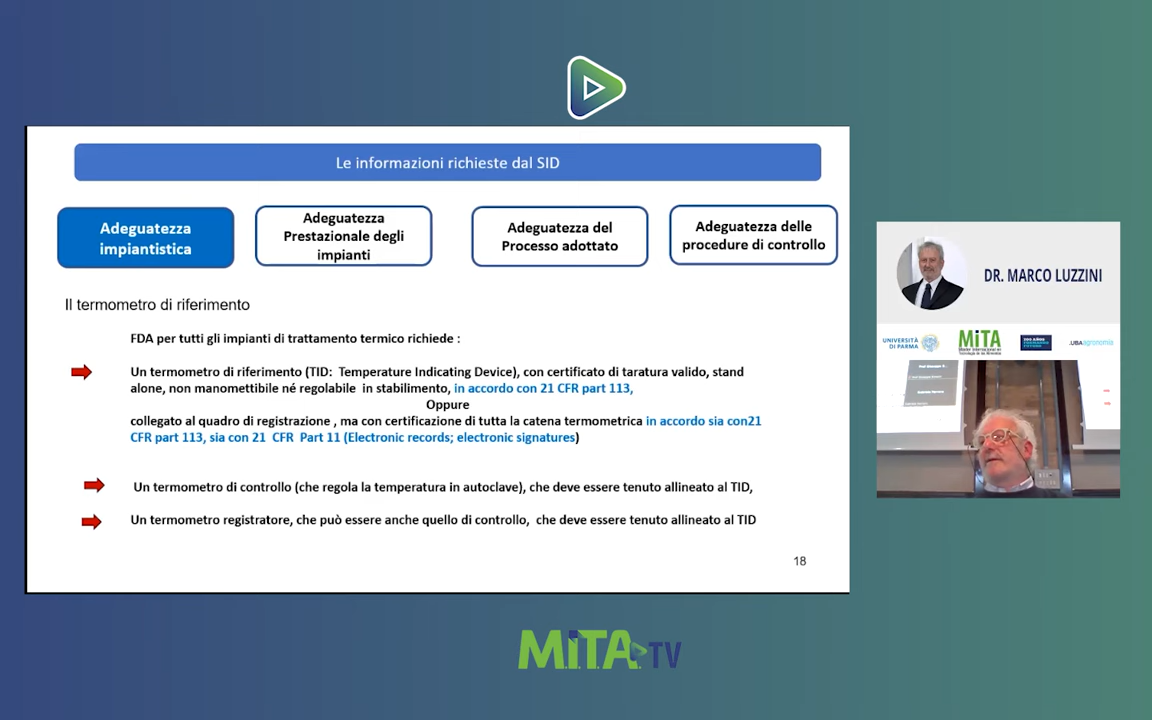 Le informazioni richieste dal SID
Adeguatezza
impiantistica
Adeguatezza
Prestazionale degli
impianti
Adeguatezza del
Processo adottato
Adeguatezza delle
procedure di controllo
Il termometro di riferimento
FDA per tutti gli impianti di trattamento termico richiede :
Un termometro di riferimento (TID: Temperature Indicating Device), con certificato di taratura valido, stand
alone, non manomettibile né regolabile in stabilimento, in accordo con 21 CFR part 113,
Oppure
collegato al quadro di registrazione , ma con certificazione di tutta la catena termometrica in accordo sia con21
CFR part 113, sia con 21 CFR Part 11 (Electronic records; electronic signatures)
Un termometro di controllo (che regola la temperatura in autoclave), che deve essere tenuto allineato al TID,
Un termometro registratore, che può essere anche quello di controllo, che deve essere tenuto allineato al TID
18
DR. MARCO LUZZINI
UNIVERSITÀ
DI PARMA
MiTA
.UBAagronomia
M.I.T.A. TV